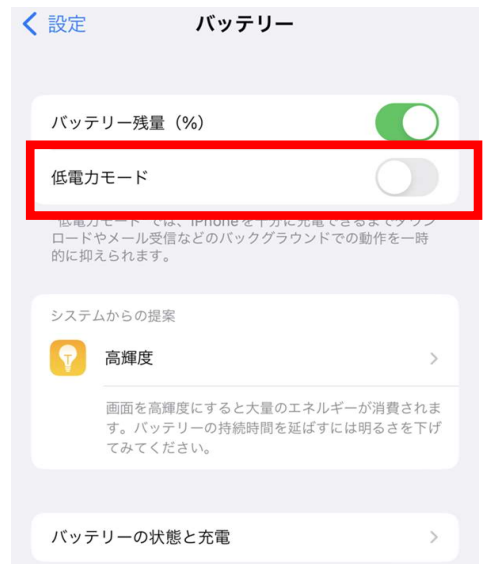 設定
バッテリー
バッテリー残量（%）
低電力モード
"低電力モード"では、iPhoneを十分に充電できるまでダウン
ロードやメール受信などのバックグラウンドでの動作を一時
的に抑えられます。
システムからの提案
高輝度
画面を高輝度にすると大量のエネルギーが消費されま
す。バッテリーの持続時間を延ばすには明るさを下げ
てみてください。
バッテリーの状態と充電